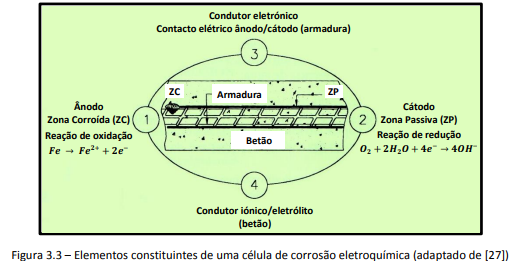 Condutor eletrónico
Contacto elétrico ânodo/cátodo (armadura)
3
ZC
Armadura
ZP
Ânodo
Zona Corroída (ZC)
Reação de oxidação
Fe → Fe²⁺ + 2e⁻
1
2
Cátodo
Zona Passiva (ZP)
Reação de redução
O₂ + 2H₂O + 4e⁻ → 4OH⁻
Betão
4
Condutor iónico/eletrólito
(betão)
Figura 3.3 – Elementos constituintes de uma célula de corrosão eletroquímica (adaptado de [27])